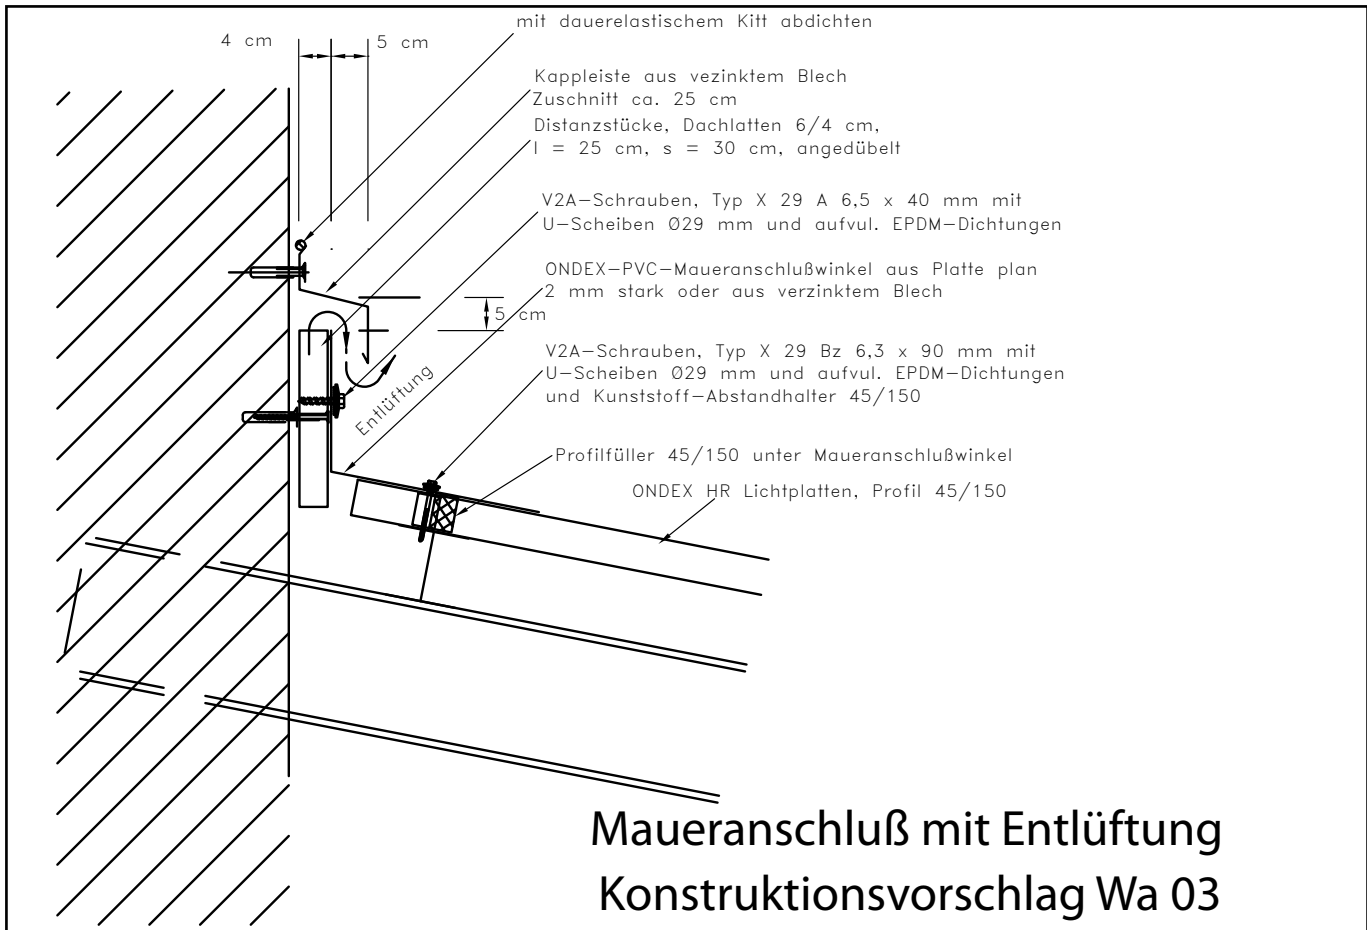 mit dauerelastischem Kitt abdichten
4 cm
5 cm
Kappleiste aus vezinktem Blech
Zuschnitt ca. 25 cm
Distanzstücke, Dachlatten 6/4 cm,
l = 25 cm, s = 30 cm, angedübelt
V2A-Schrauben, Typ X 29 A 6,5 x 40 mm mit
U-Scheiben Ø29 mm und aufvul. EPDM-Dichtungen
ONDEX-PVC-Maueranschlußwinkel aus Platte plan
2 mm stark oder aus verzinktem Blech
5 cm
V2A-Schrauben, Typ X 29 Bz 6,3 x 90 mm mit
U-Scheiben Ø29 mm und aufvul. EPDM-Dichtungen
und Kunststoff-Abstandhalter 45/150
Entlüftung
Profilfüller 45/150 unter Maueranschlußwinkel
ONDEX HR Lichtplatten, Profil 45/150
Maueranschluß mit Entlüftung
Konstruktionsvorschlag Wa 03